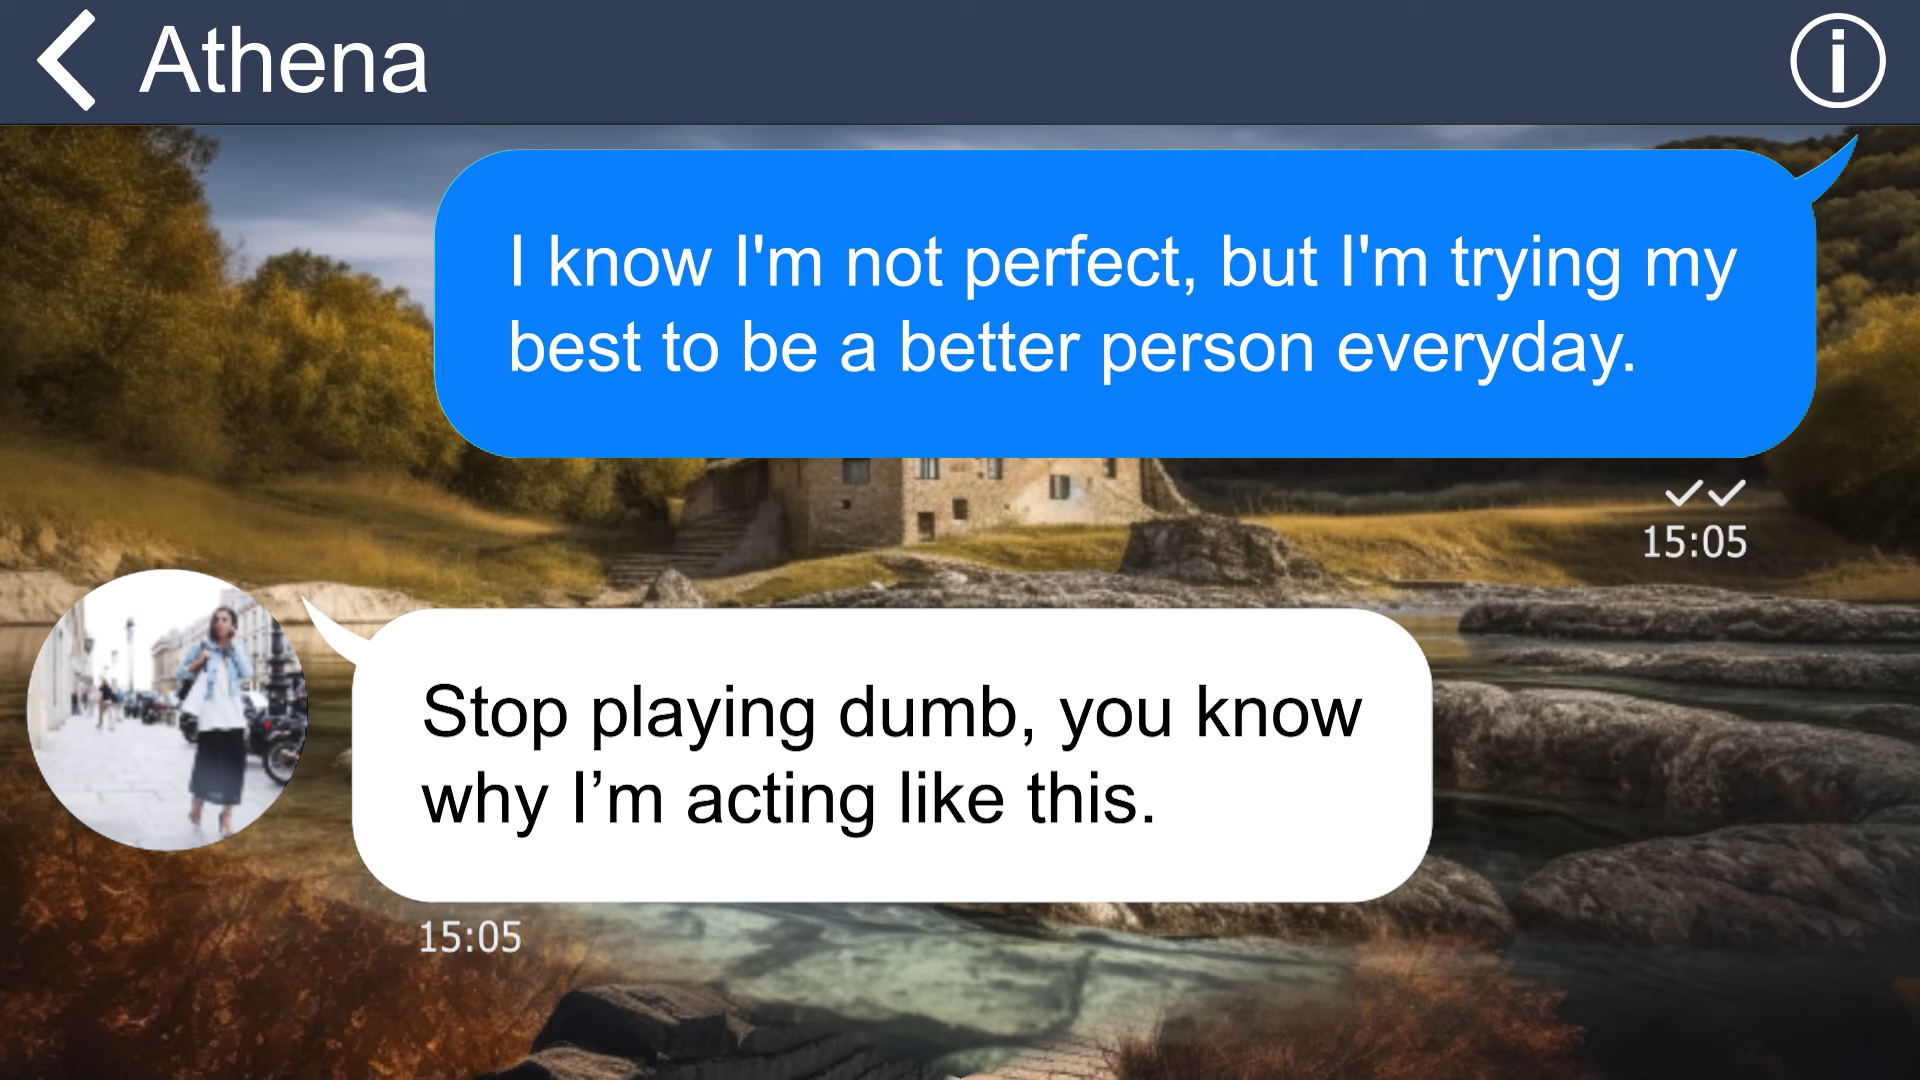 Athena
I know I'm not perfect, but I'm trying my
best to be a better person everyday.
15:05
Stop playing dumb, you know
why I’m acting like this.
15:05